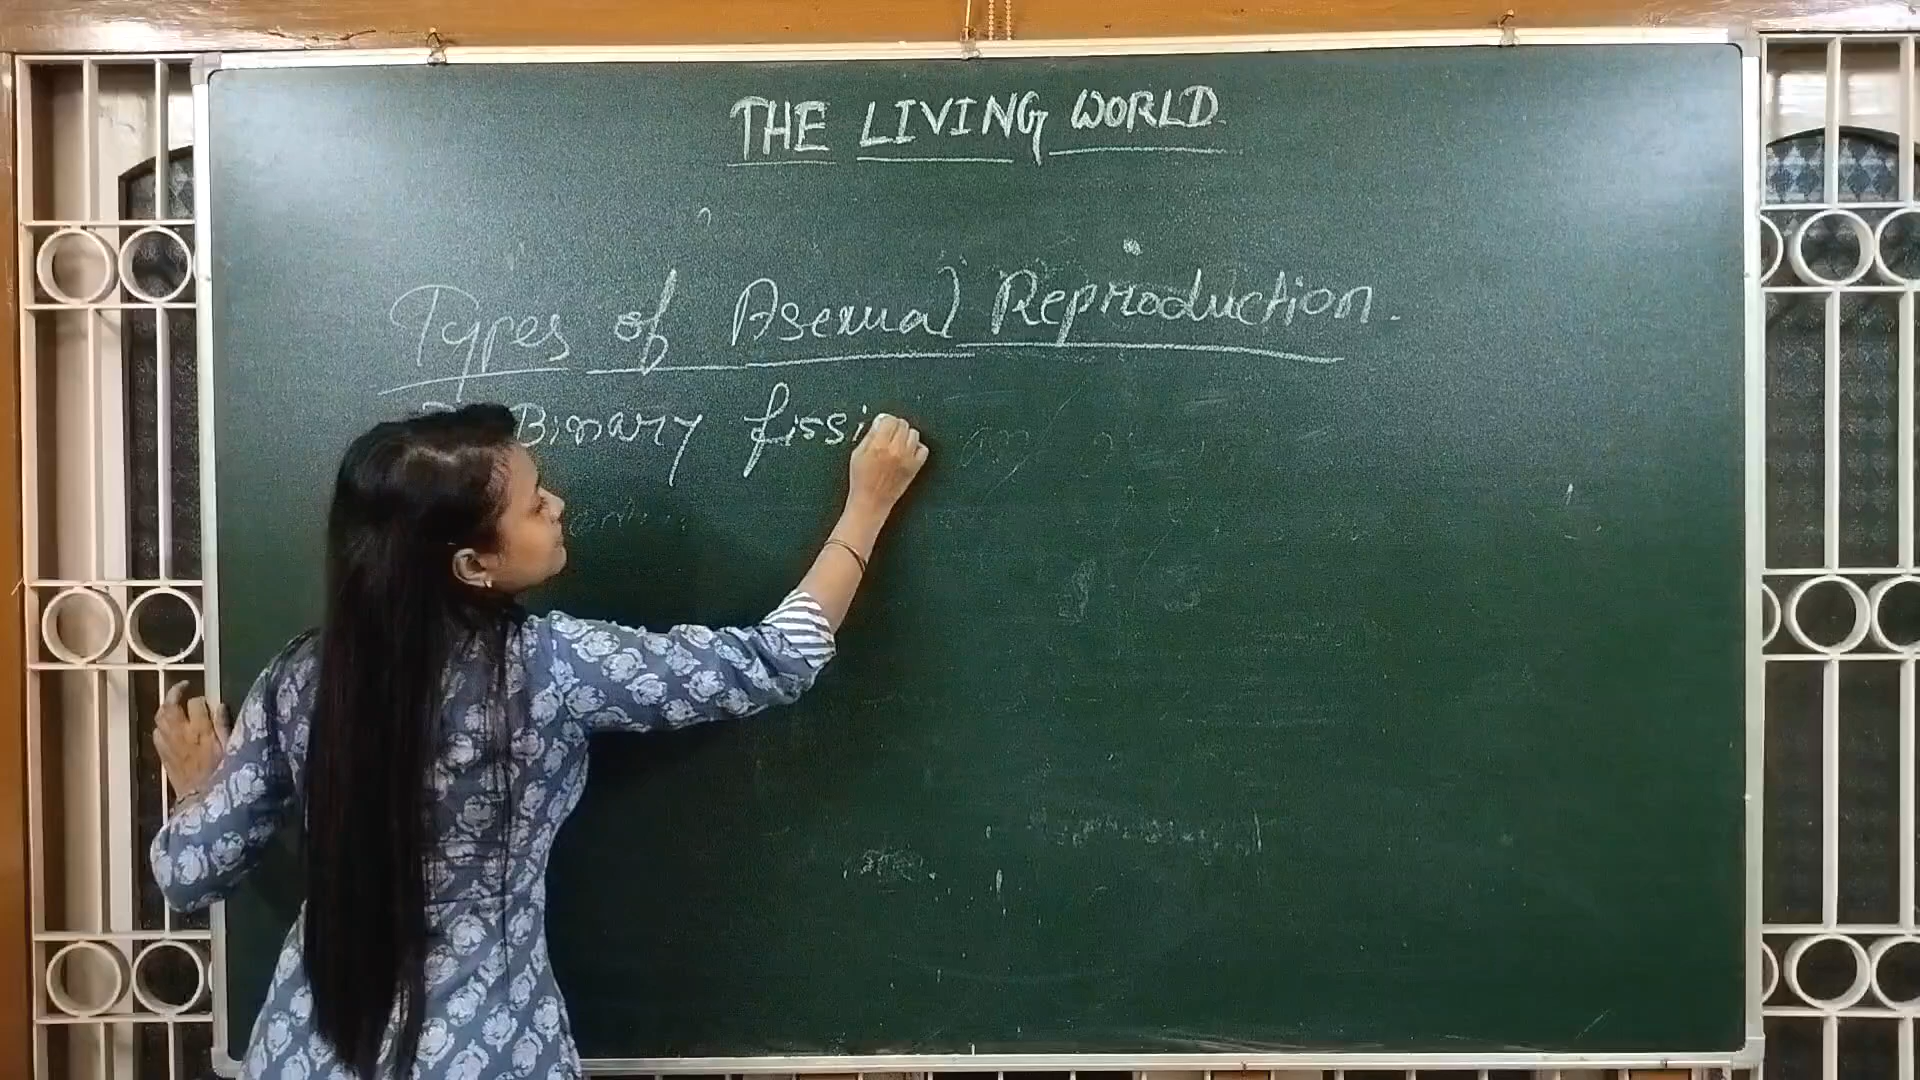 THE LIVING WORLD
Types of Asexual Reproduction.
Binary fissi